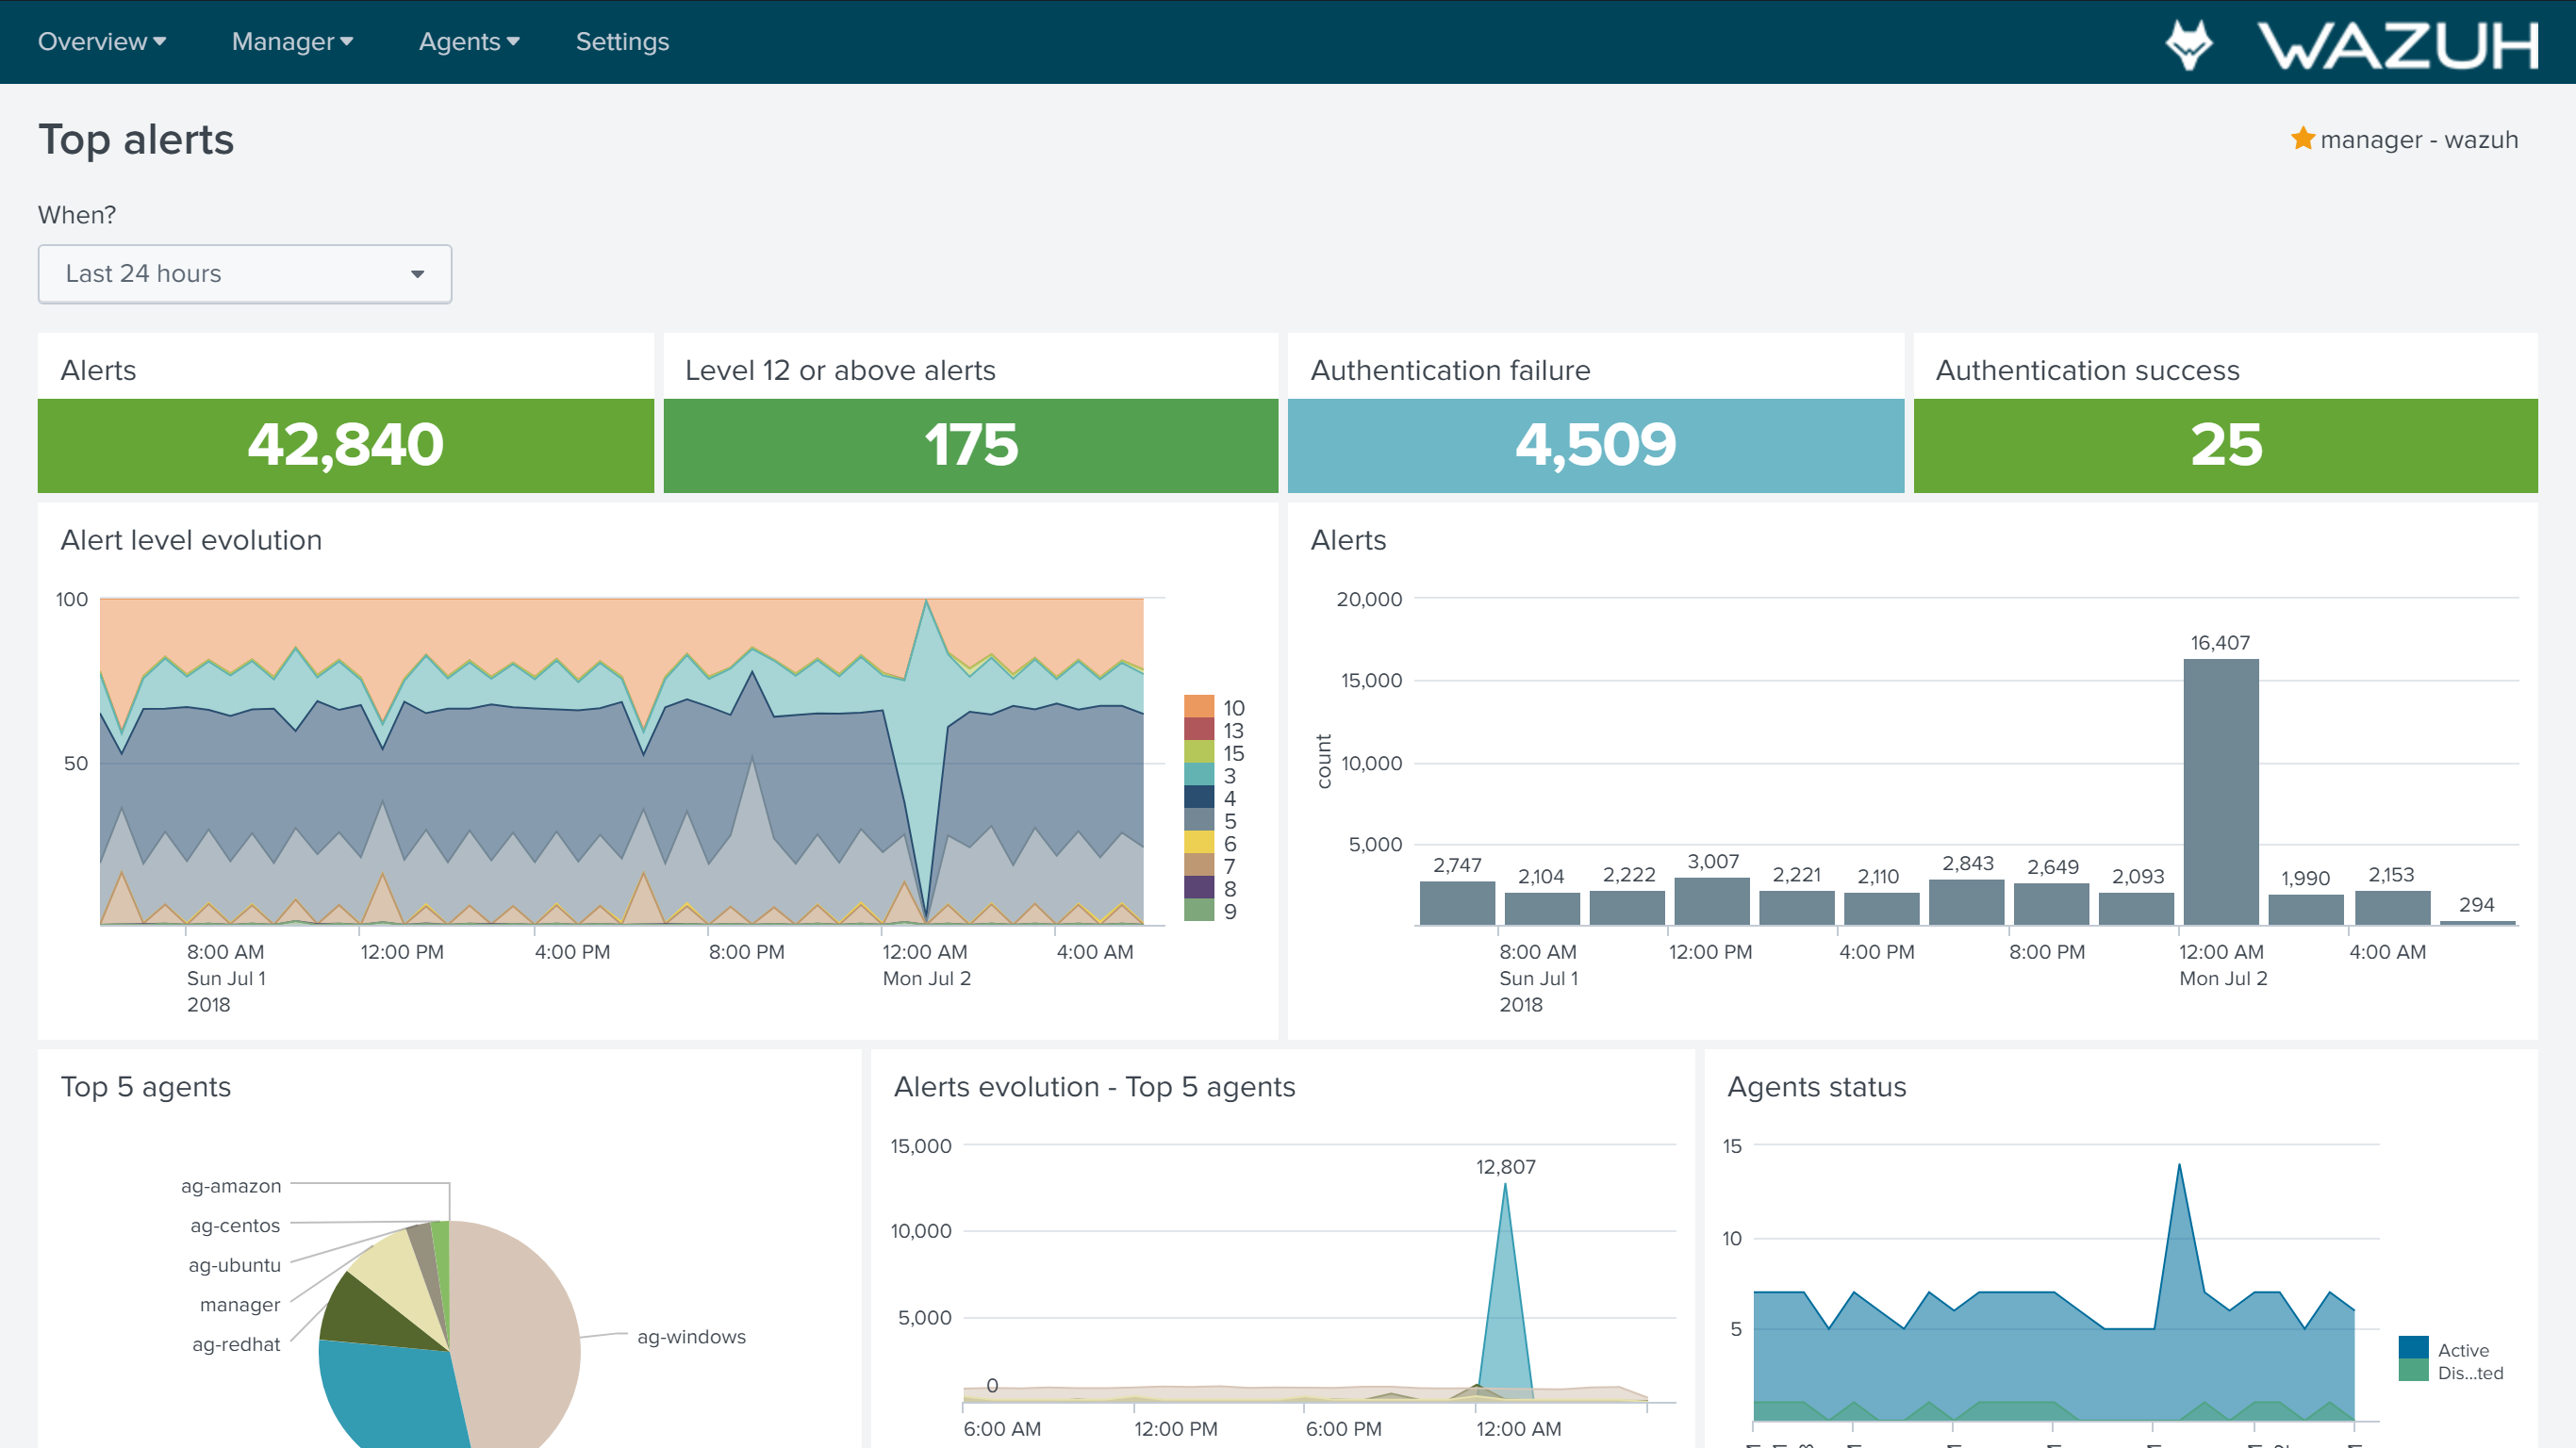 Overview Manager Agents Settings WAZUH
Top alerts
manager - wazuh
When?
Last 24 hours
Alerts
42,840
Level 12 or above alerts
175
Authentication failure
4,509
Authentication success
25
Alert level evolution
100
50
8:00 AM 12:00 PM 4:00 PM 8:00 PM 12:00 AM 4:00 AM
Sun Jul 1 Mon Jul 2
2018
10
13
15
3
4
5
6
7
8
9
Alerts
count
20,000
15,000
10,000
5,000
2,747 2,104 2,222 3,007 2,221 2,110 2,843 2,649 2,093 16,407 1,990 2,153 294
8:00 AM 12:00 PM 4:00 PM 8:00 PM 12:00 AM 4:00 AM
Sun Jul 1 Mon Jul 2
2018
Top 5 agents
ag-amazon
ag-centos
ag-ubuntu
manager
ag-redhat
ag-windows
Alerts evolution - Top 5 agents
15,000
10,000
5,000
12,807
0
6:00 AM 12:00 PM 6:00 PM 12:00 AM
Agents status
15
10
5
Active
Dis...ted